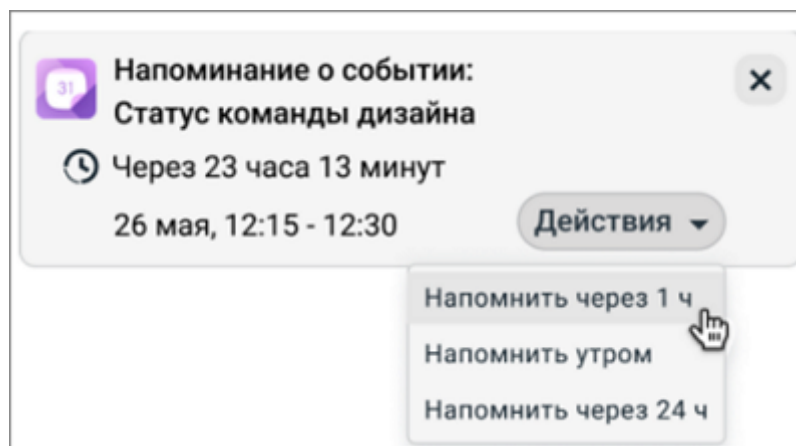 31
Напоминание о событии:
Статус команды дизайна
Через 23 часа 13 минут
26 мая, 12:15 - 12:30
Действия
Напомнить через 1 ч
Напомнить утром
Напомнить через 24 ч